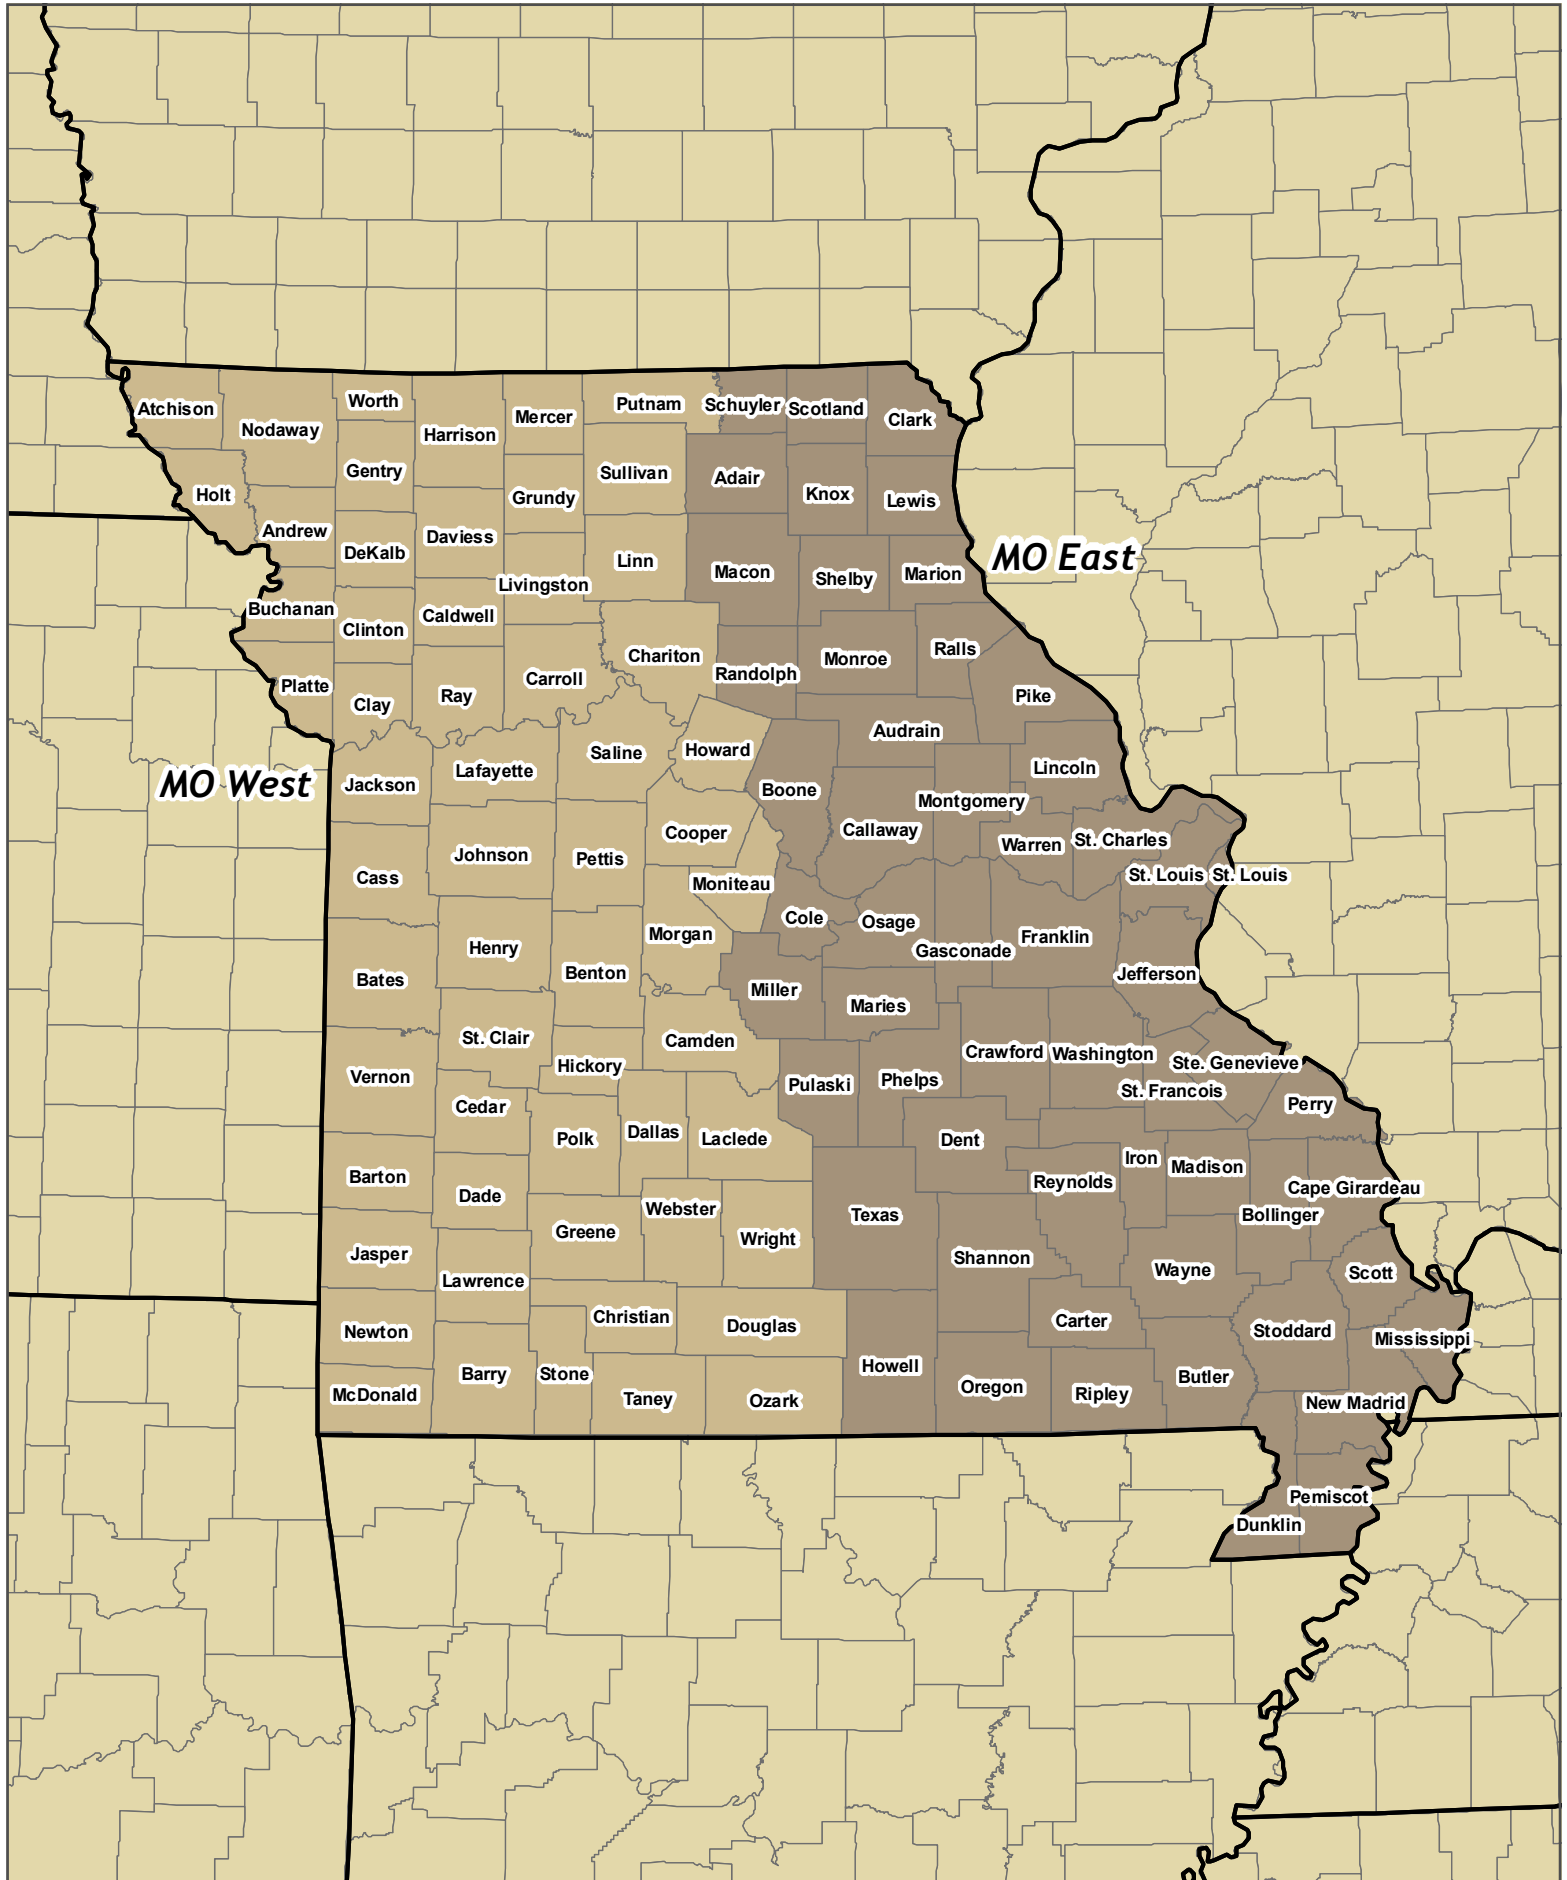 Atchison
Nodaway
Worth
Harrison
Mercer
Putnam
Schuyler
Scotland
Clark
Holt
Gentry
Grundy
Sullivan
Adair
Knox
Lewis
Andrew
DeKalb
Daviess
Livingston
Linn
Macon
Shelby
Marion
MO East
Buchanan
Clinton
Caldwell
Chariton
Randolph
Monroe
Ralls
Platte
Clay
Ray
Carroll
Pike
Audrain
MO West
Jackson
Lafayette
Saline
Howard
Boone
Lincoln
Montgomery
Cooper
Callaway
Warren
St. Charles
Cass
Johnson
Pettis
Moniteau
St. Louis
St. Louis
Cole
Osage
Gasconade
Franklin
Morgan
Henry
Benton
Bates
Miller
Maries
Jefferson
St. Clair
Camden
Hickory
Vernon
Pulaski
Phelps
Crawford
Washington
Ste. Genevieve
St. Francois
Perry
Cedar
Polk
Dallas
Laclede
Dent
Iron
Madison
Reynolds
Barton
Dade
Webster
Texas
Cape Girardeau
Bollinger
Greene
Wright
Jasper
Lawrence
Shannon
Wayne
Scott
Newton
Christian
Douglas
Carter
Stoddard
Mississippi
McDonald
Barry
Stone
Taney
Ozark
Howell
Oregon
Ripley
Butler
New Madrid
Pemiscot
Dunklin